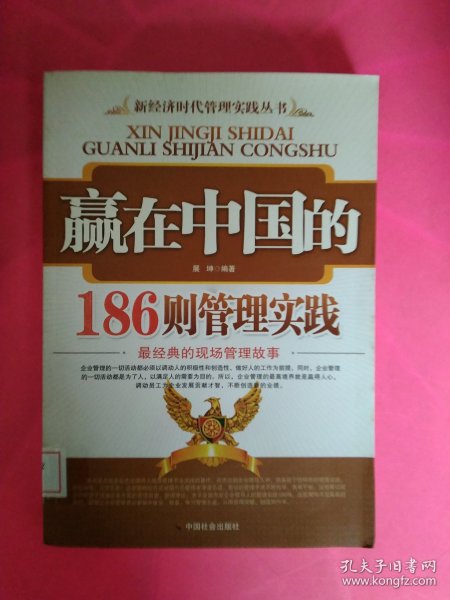 新经济时代管理实践丛书
XIN JINGJI SHIDAI
GUANLI SHIJIAN CONGSHU
赢在中国的
展 坤◎编著
186则管理实践
最经典的现场管理故事
企业管理的一切活动都必须以调动人的积极性和创造性、做好人的工作为前提，同时，企业管理
的一切活动都是为了人，以满足人的需要为目的。所以，企业管理的最高境界就是赢得人心，
调动员工为企业发展贡献才智，不断创造新的业绩。
中国社会出版社
孔夫子旧书网
www.kongfz.com